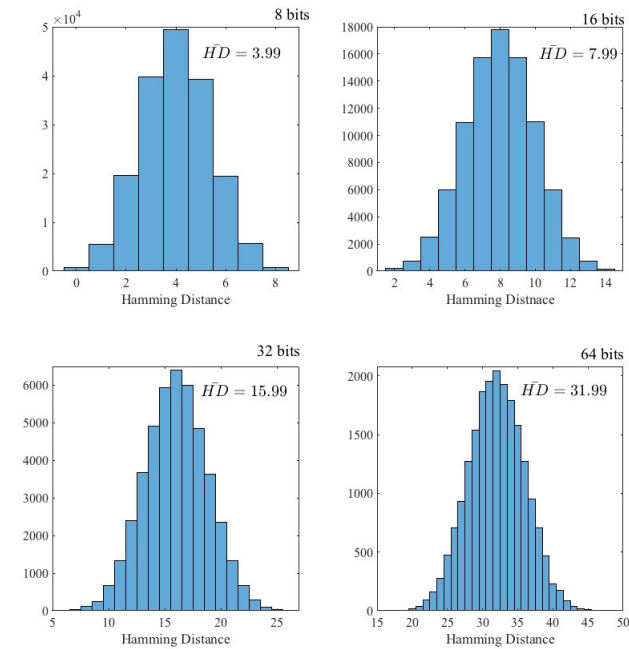 ×10⁴ 8 bits
5
4
3
2
1
0
H̄D = 3.99
0 2 4 6 8
Hamming Distance
16 bits
18000
16000
14000
12000
10000
8000
6000
4000
2000
0
H̄D = 7.99
2 4 6 8 10 12 14
Hamming Distnace
32 bits
6000
5000
4000
3000
2000
1000
0
H̄D = 15.99
5 10 15 20 25
Hamming Distance
64 bits
2000
1500
1000
500
0
H̄D = 31.99
15 20 25 30 35 40 45 50
Hamming Distance